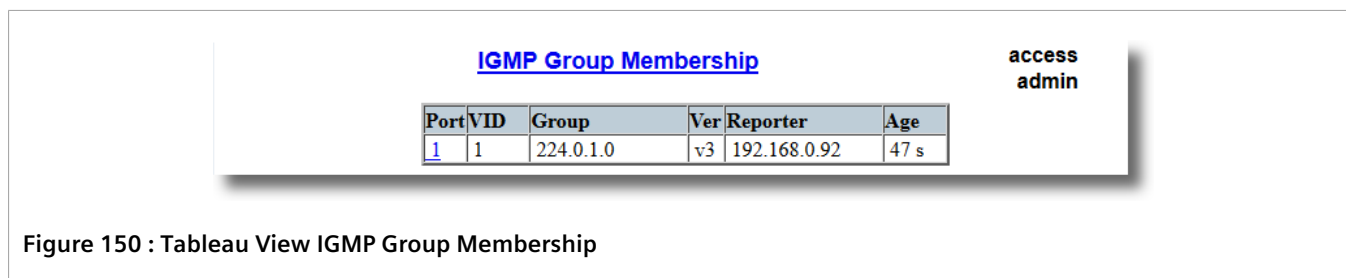 IGMP Group Membership
access
admin
Port VID Group Ver Reporter Age
1 1 224.0.1.0 v3 192.168.0.92 47 s
Figure 150 : Tableau View IGMP Group Membership